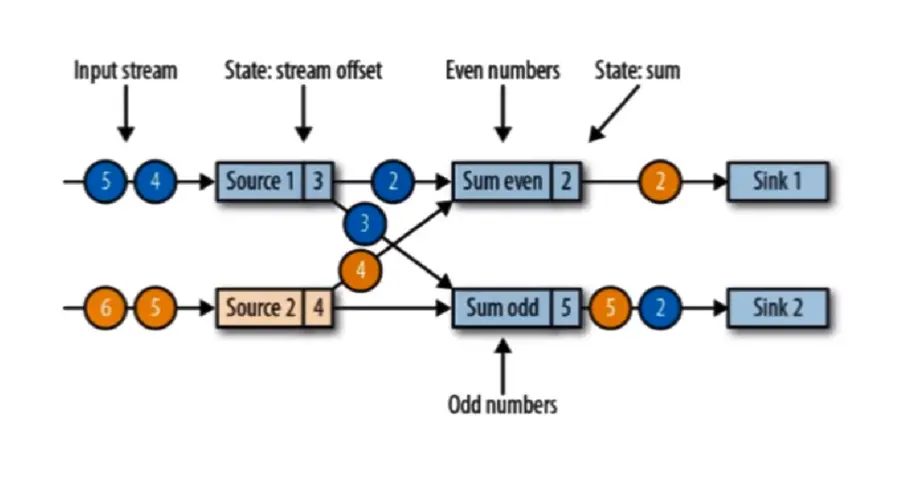 Input stream
State: stream offset
Even numbers
State: sum
5
4
Source 1
3
2
Sum even
2
2
Sink 1
3
4
6
5
Source 2
4
Sum odd
5
5
2
Sink 2
Odd numbers